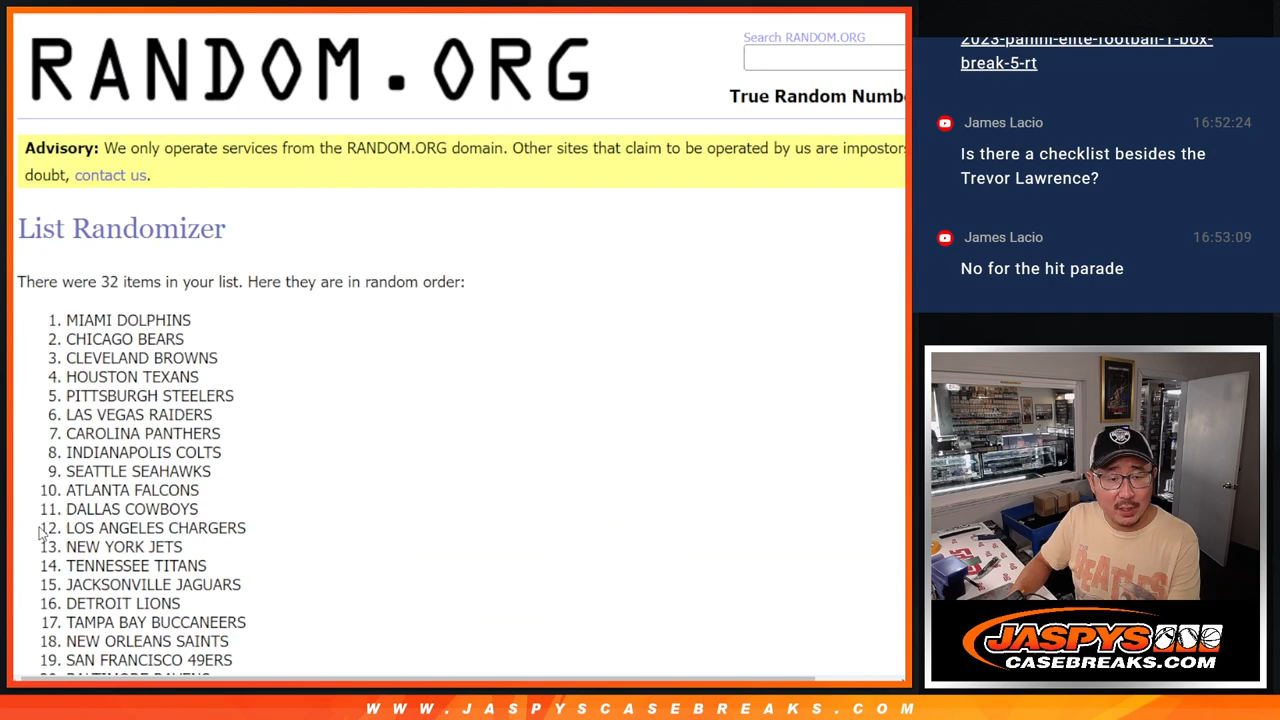 RANDOM.ORG
Search RANDOM.ORG
True Random Numb
Advisory: We only operate services from the RANDOM.ORG domain. Other sites that claim to be operated by us are impostors
doubt, contact us.
List Randomizer
There were 32 items in your list. Here they are in random order:
1. MIAMI DOLPHINS
2. CHICAGO BEARS
3. CLEVELAND BROWNS
4. HOUSTON TEXANS
5. PITTSBURGH STEELERS
6. LAS VEGAS RAIDERS
7. CAROLINA PANTHERS
8. INDIANAPOLIS COLTS
9. SEATTLE SEAHAWKS
10. ATLANTA FALCONS
11. DALLAS COWBOYS
12. LOS ANGELES CHARGERS
13. NEW YORK JETS
14. TENNESSEE TITANS
15. JACKSONVILLE JAGUARS
16. DETROIT LIONS
17. TAMPA BAY BUCCANEERS
18. NEW ORLEANS SAINTS
19. SAN FRANCISCO 49ERS
20. BALTIMORE RAVENS
2023-panini-elite-football-1-box-
break-5-rt
James Lacio 16:52:24
Is there a checklist besides the
Trevor Lawrence?
James Lacio 16:53:09
No for the hit parade
JASPYS
CASEBREAKS.COM
WWW.JASPYSCASEBREAKS.COM